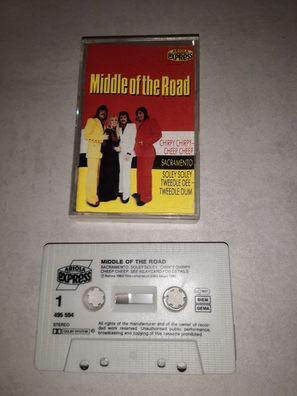 ARIOLA
EXPRESS
Middle of the Road
CHIRPY CHIRPY-
CHEEP CHEEP
SACRAMENTO
SOLEY SOLEY
TWEEDLE DEE -
TWEEDLE DUM
ARIOLA
EXPRESS
MIDDLE OF THE ROAD
SACRAMENTO, SOLEY SOLEY, CHIRPY CHIRPY
CHEEP CHEEP. SEE INLAYCARD FOR DETAILS
1
495 594
STEREO
DOLBY SYSTEM
BIEM
GEMA
All rights of the manufacturer and of the owner of recor-
ded work reserved. Unauthorised public performance,
broadcasting and copying of this cassette prohibited.